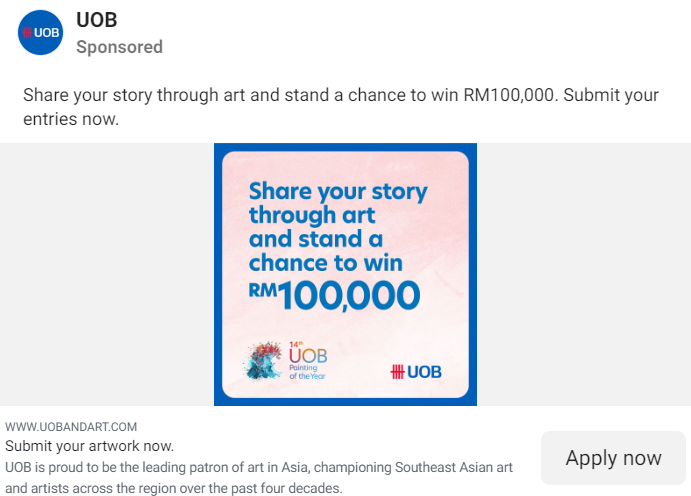 UOB
UOB
Sponsored
Share your story through art and stand a chance to win RM100,000. Submit your
entries now.
Share your story
through art
and stand a
chance to win
RM100,000
14th
UOB
Painting
of the Year
UOB
WWW.UOBANDART.COM
Submit your artwork now.
UOB is proud to be the leading patron of art in Asia, championing Southeast Asian art
and artists across the region over the past four decades.
Apply now